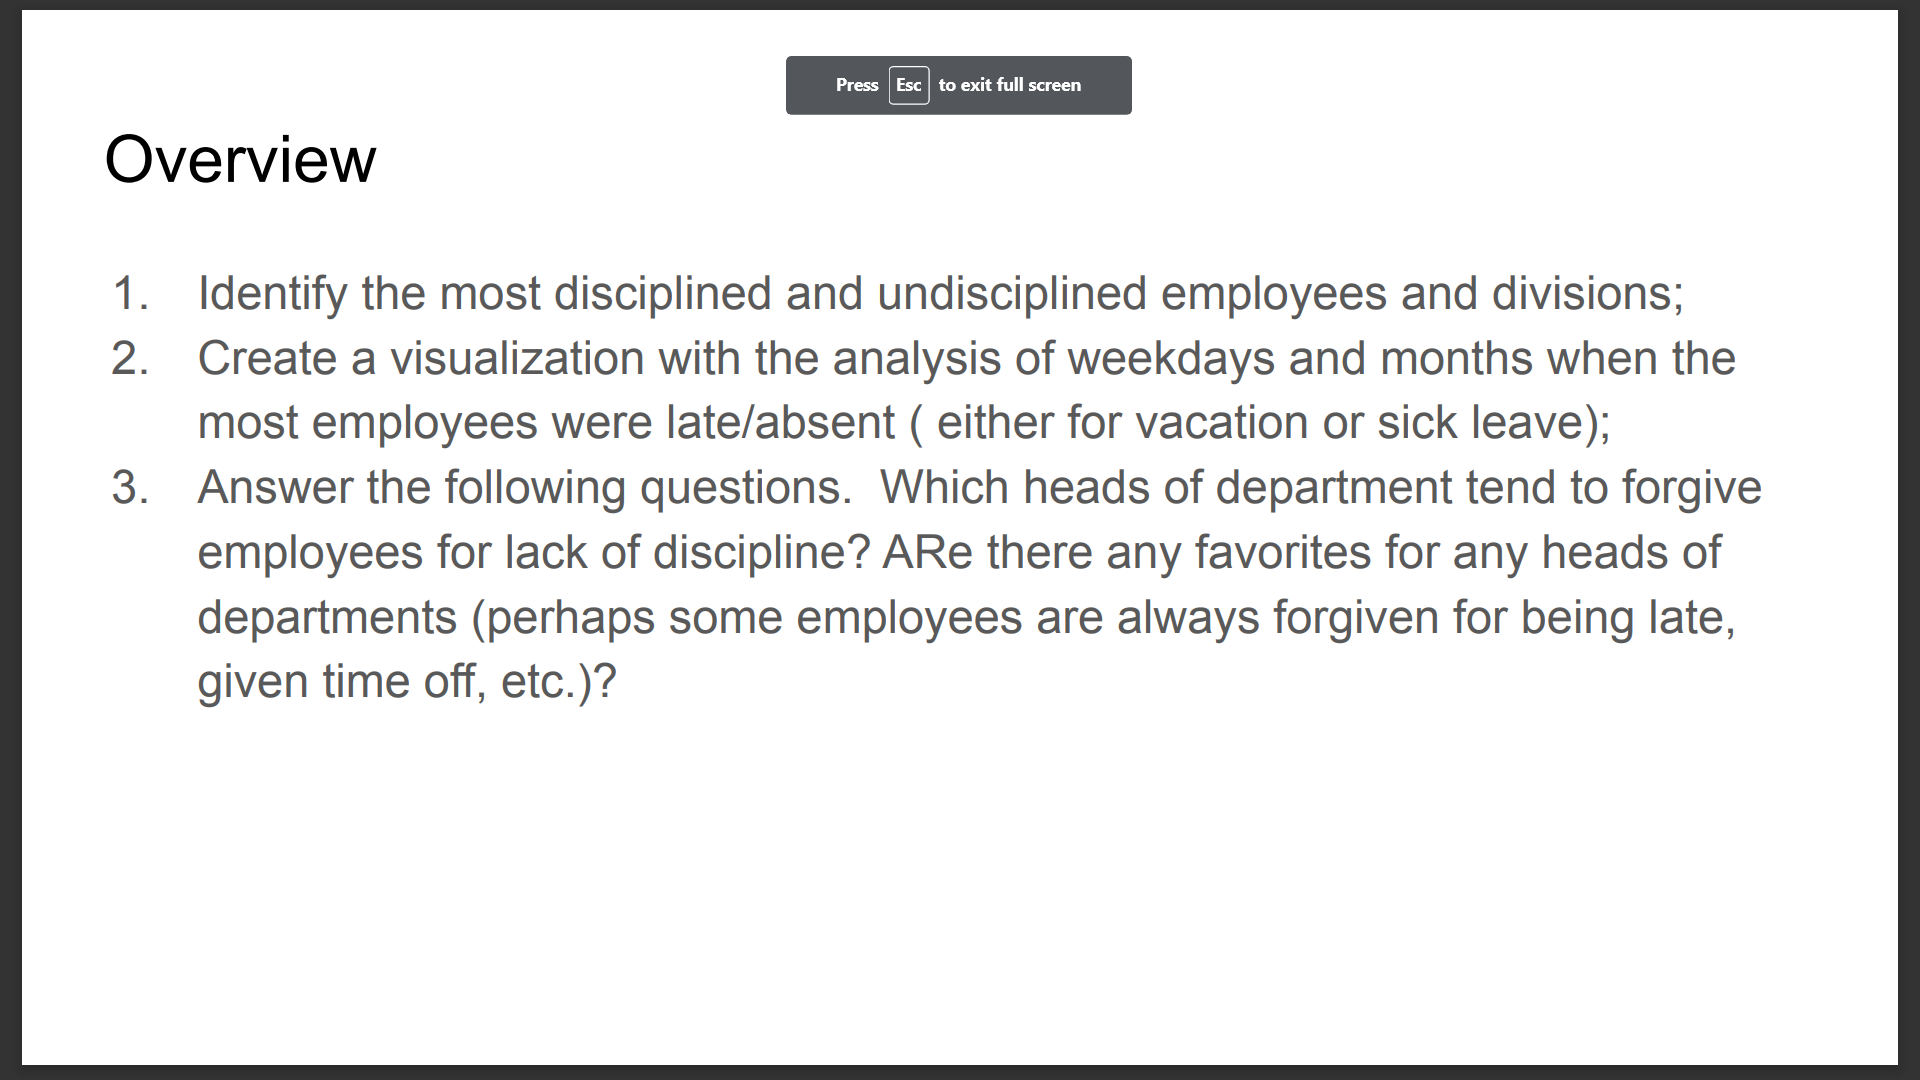 Press Esc to exit full screen
Overview
1. Identify the most disciplined and undisciplined employees and divisions;
2. Create a visualization with the analysis of weekdays and months when the
most employees were late/absent ( either for vacation or sick leave);
3. Answer the following questions.  Which heads of department tend to forgive
employees for lack of discipline? ARe there any favorites for any heads of
departments (perhaps some employees are always forgiven for being late,
given time off, etc.)?